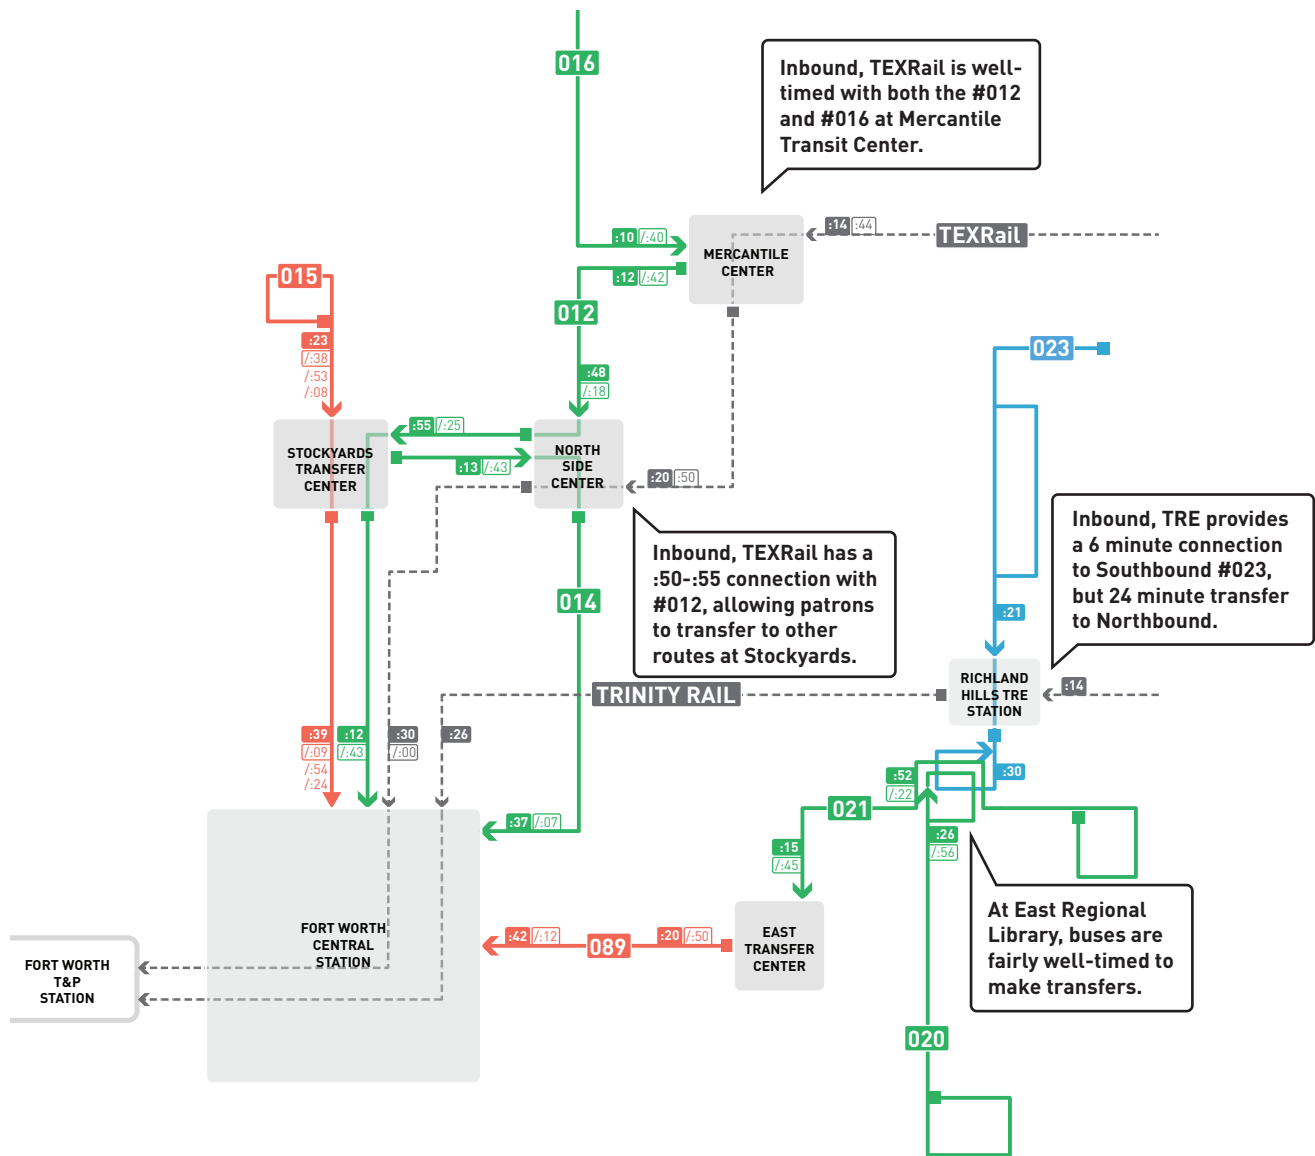 016
Inbound, TEXRail is well-
timed with both the #012
and #016 at Mercantile
Transit Center.
:10 /:40
:14 :44
TEXRail
MERCANTILE
CENTER
:12 /:42
015
012
:23
/:38
/:53
/:08
023
:48
/:18
:55 /:25
STOCKYARDS
TRANSFER
CENTER
:13 /:43
NORTH
SIDE
CENTER
:20 :50
Inbound, TRE provides
a 6 minute connection
to Southbound #023,
but 24 minute transfer
to Northbound.
Inbound, TEXRail has a
:50-:55 connection with
#012, allowing patrons
to transfer to other
routes at Stockyards.
014
:21
RICHLAND
HILLS TRE
STATION
:14
TRINITY RAIL
:39
/:09
/:54
/:24
:12
/:43
:30
/:00
:26
:30
:52
/:22
021
:37 /:07
:26
/:56
:15
/:45
At East Regional
Library, buses are
fairly well-timed to
make transfers.
FORT WORTH
CENTRAL
STATION
:42 /:12
089
:20 /:50
EAST
TRANSFER
CENTER
FORT WORTH
T&P
STATION
020